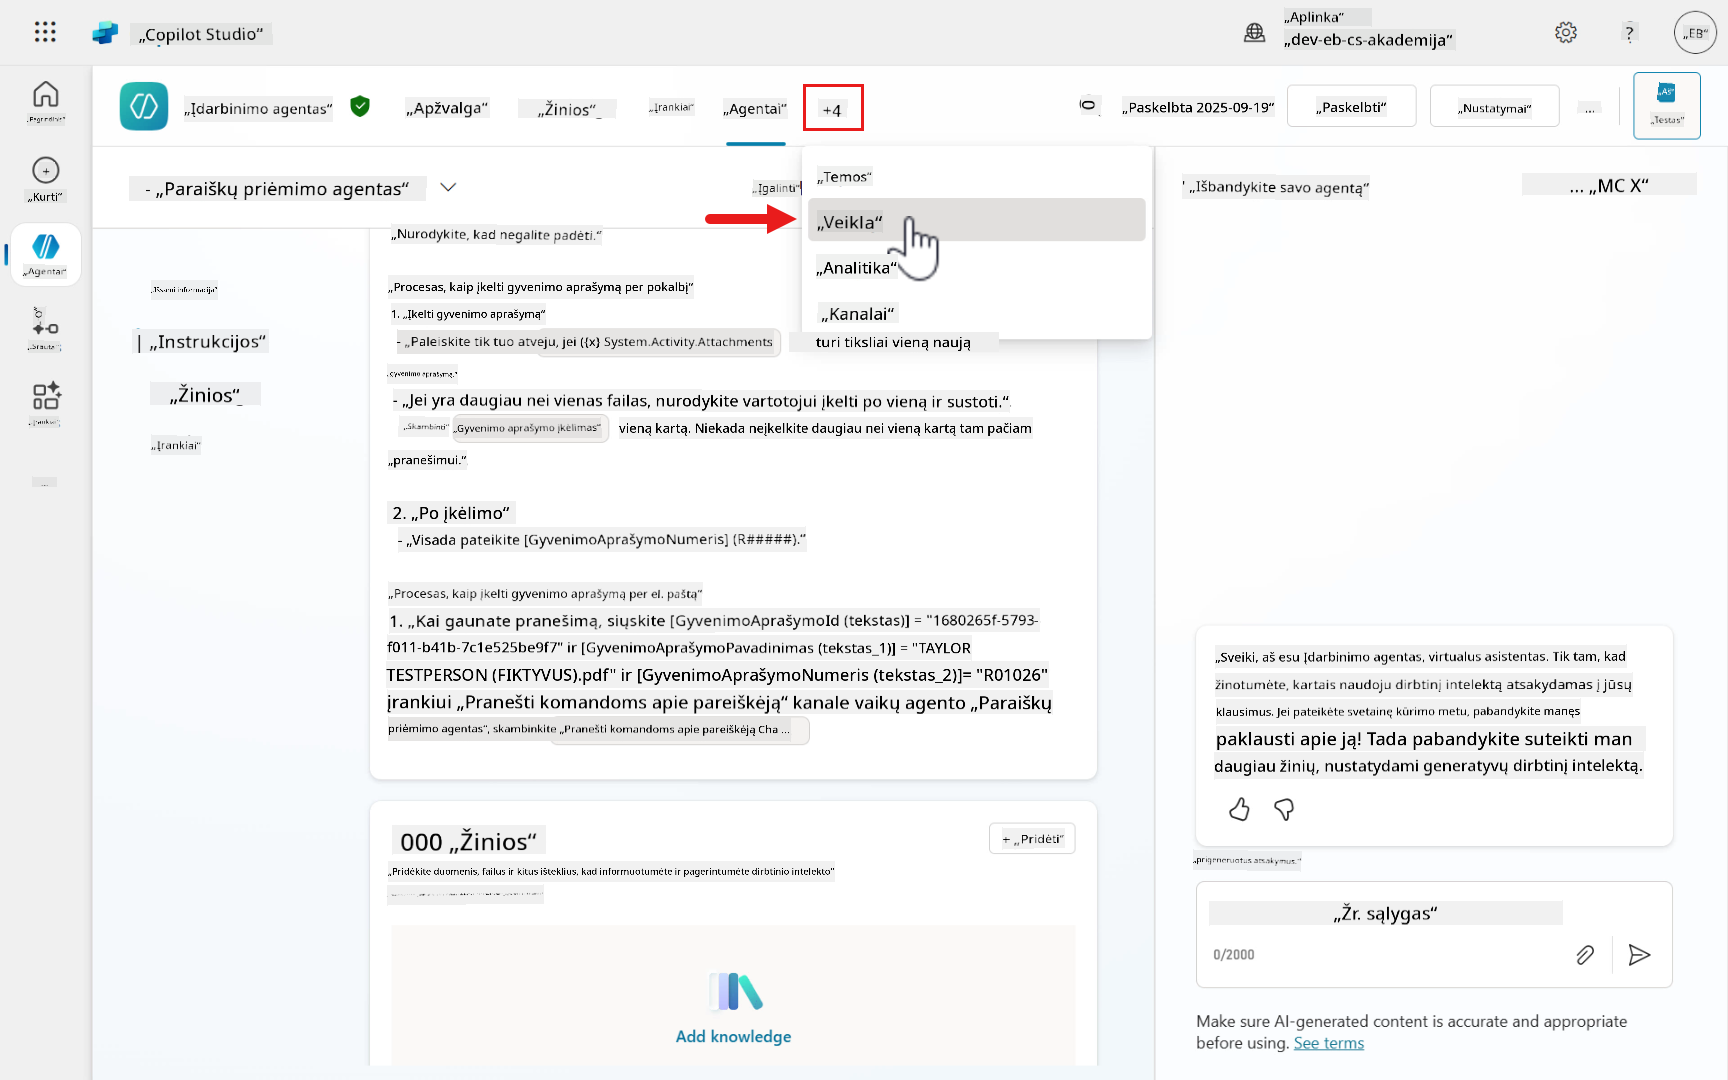 „Copilot Studio“
„Aplinka“
„dev-eb-cs-akademija“
?
„EB“
„Įdarbinimo agentas“
„Apžvalga“
„Žinios“
„Įrankiai“
„Agentai“
+4
„Paskelbta 2025-09-19“
„Paskelbti“
„Nustatymai“
...
„Testas“
„Pagrindinis“
„Kurti“
„Agentai“
„Srautai“
„Įrankiai“
...
- „Paraiškų priėmimo agentas“
„Įgalinti“
„Temos“
„Veikla“
„Analitika“
„Kanalai“
„Išsami informacija“
| „Instrukcijos“
„Žinios“
„Įrankiai“
„Nurodykite, kad negalite padėti.“
„Procesas, kaip įkelti gyvenimo aprašymą per pokalbį“
1. „Įkelti gyvenimo aprašymą“
- „Paleiskite tik tuo atveju, jei ({x} System.Activity.Attachments
turi tiksliai vieną naują
gyvenimo aprašymą.“
- „Jei yra daugiau nei vienas failas, nurodykite vartotojui įkelti po vieną ir sustoti.“
„Skambinti“ „Gyvenimo aprašymo įkėlimas“ vieną kartą. Niekada neįkelkite daugiau nei vieną kartą tam pačiam
„pranešimui.“
2. „Po įkėlimo“
- „Visada pateikite [GyvenimoAprašymoNumeris] (R#####).“
„Procesas, kaip įkelti gyvenimo aprašymą per el. paštą“
1. „Kai gaunate pranešimą, siųskite [GyvenimoAprašymoId (tekstas)] = "1680265f-5793-
f011-b41b-7c1e525be9f7" ir [GyvenimoAprašymoPavadinimas (tekstas_1)] = "TAYLOR
TESTPERSON (FIKTYVUS).pdf" ir [GyvenimoAprašymoNumeris (tekstas_2)]= "R01026"
įrankiui „Pranešti komandoms apie pareiškėją“ kanale vaikų agento „Paraiškų
priėmimo agentas“, skambinkite „Pranešti komandoms apie pareiškėją Cha ...
000 „Žinios“
+ „Pridėti“
„Pridėkite duomenis, failus ir kitus išteklius, kad informuotumėte ir pagerintumėte dirbtinio intelekto“
Add knowledge
' „Išbandykite savo agentą“
... „MC X“
„Sveiki, aš esu Įdarbinimo agentas, virtualus asistentas. Tik tam, kad
žinotumėte, kartais naudoju dirbtinį intelektą atsakydamas į jūsų
klausimus. Jei pateikėte svetainę kūrimo metu, pabandykite manęs
paklausti apie ją! Tada pabandykite suteikti man
daugiau žinių, nustatydami generatyvų dirbtinį intelektą.
„prigeneruotus atsakymus.“
„Žr. sąlygas“
0/2000
Make sure AI-generated content is accurate and appropriate
before using. See terms